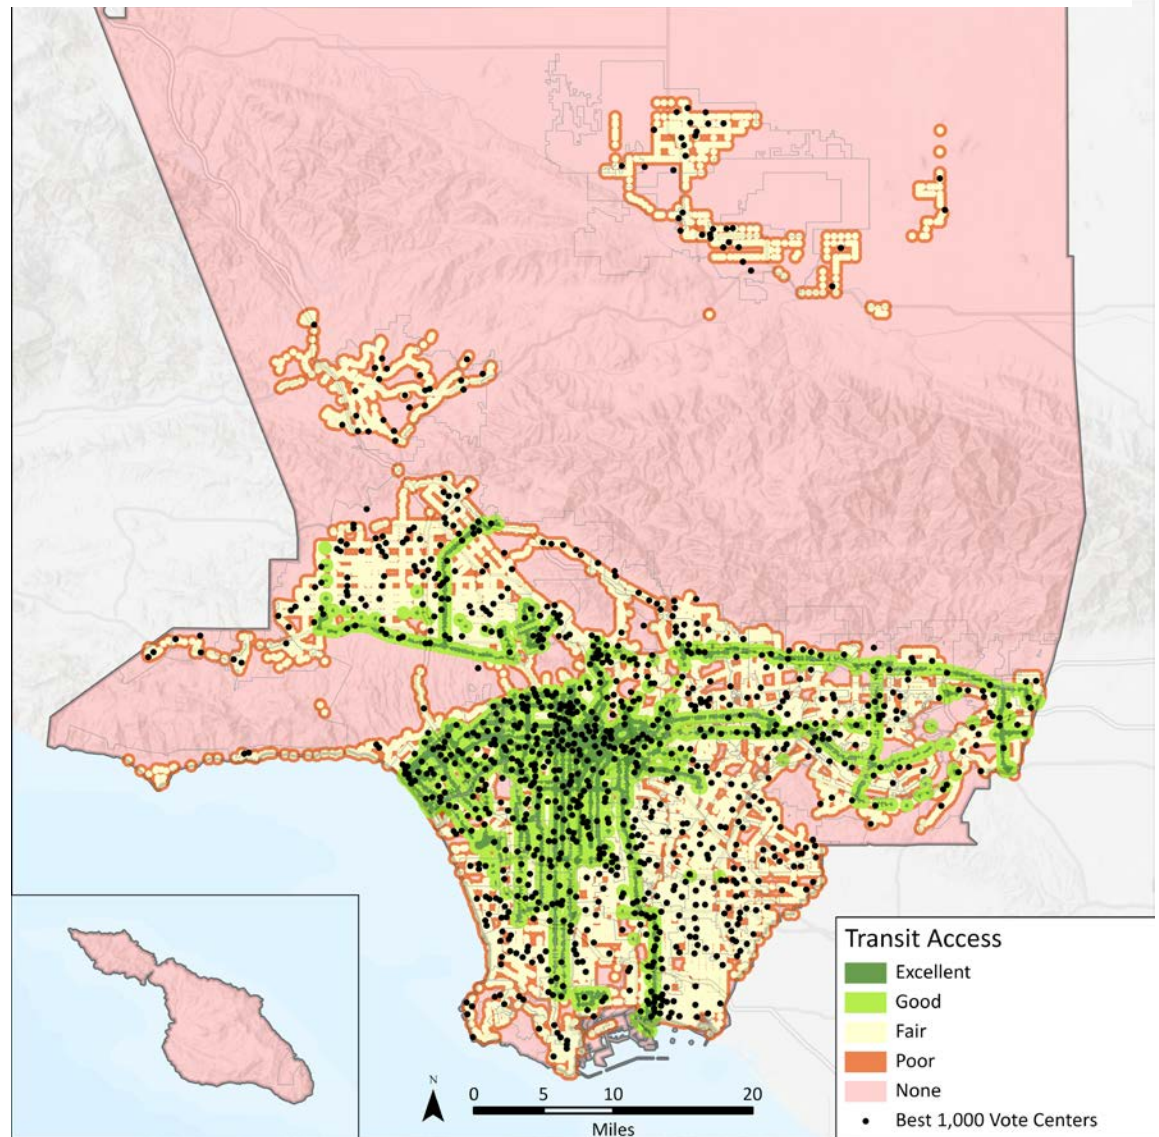 Transit Access
Excellent
Good
Fair
Poor
None
Best 1,000 Vote Centers
N
0 5 10 20
Miles